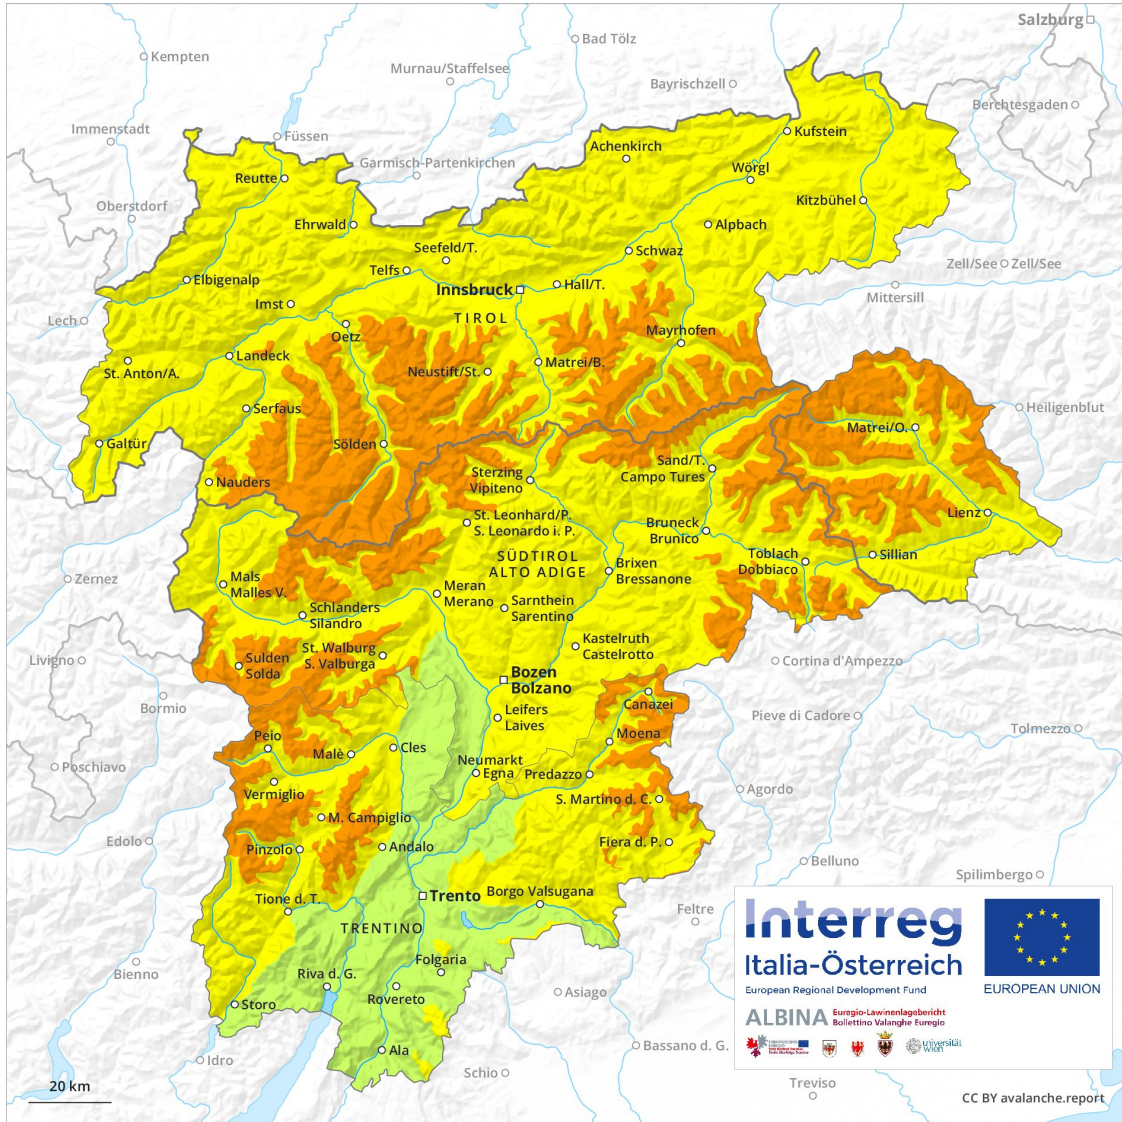 Salzburg
Bad Tölz
Kempten
Murnau/Staffelsee
Bayrischzell
Berchtesgaden
Immenstadt
Füssen
Kufstein
Achenkirch
Garmisch-Partenkirchen
Wörgl
Reutte
Oberstdorf
Kitzbühel
Ehrwald
Alpbach
Seefeld/T.
Schwaz
Telfs
Zell/See
Zell/See
Elbigenalp
Hall/T.
Innsbruck
Mittersill
Imst
TIROL
Lech
Mayrhofen
Oetz
Landeck
Matrei/B.
St. Anton/A.
Neustift/St.
Serfaus
Heiligenblut
Matrei/O.
Galtür
Sölden
Sand/T.
Campo Tures
Sterzing
Vipiteno
Nauders
Lienz
St. Leonhard/P.
S. Leonardo i. P.
Bruneck
Brunico
SÜDTIROL
ALTO ADIGE
Toblach
Dobbiaco
Sillian
Brixen
Bressanone
Zernez
Mals
Malles V.
Meran
Merano
Sarnthein
Sarentino
Schlanders
Silandro
Kastelruth
Castelrotto
St. Walburg
S. Valburga
Livigno
Sulden
Solda
Cortina d'Ampezzo
Bozen
Bolzano
Canazei
Bormio
Leifers
Laives
Pieve di Cadore
Tolmezzo
Peio
Moena
Malè
Cles
Neumarkt
Egna
Predazzo
Poschiavo
Agordo
Vermiglio
S. Martino d. C.
M. Campiglio
Edolo
Fiera d. P.
Pinzolo
Andalo
Belluno
Spilimbergo
Trento
Borgo Valsugana
Tione d. T.
Feltre
TRENTINO
Folgaria
Bienno
Riva d. G.
Rovereto
Asiago
Storo
Ala
Bassano d. G.
Idro
Schio
Treviso
20 km
Interreg
Italia-Österreich
European Regional Development Fund
EUROPEAN UNION
ALBINA
Euregio-Lawinenlagebericht
Bollettino Valanghe Euregio
universität
wien
CC BY avalanche.report